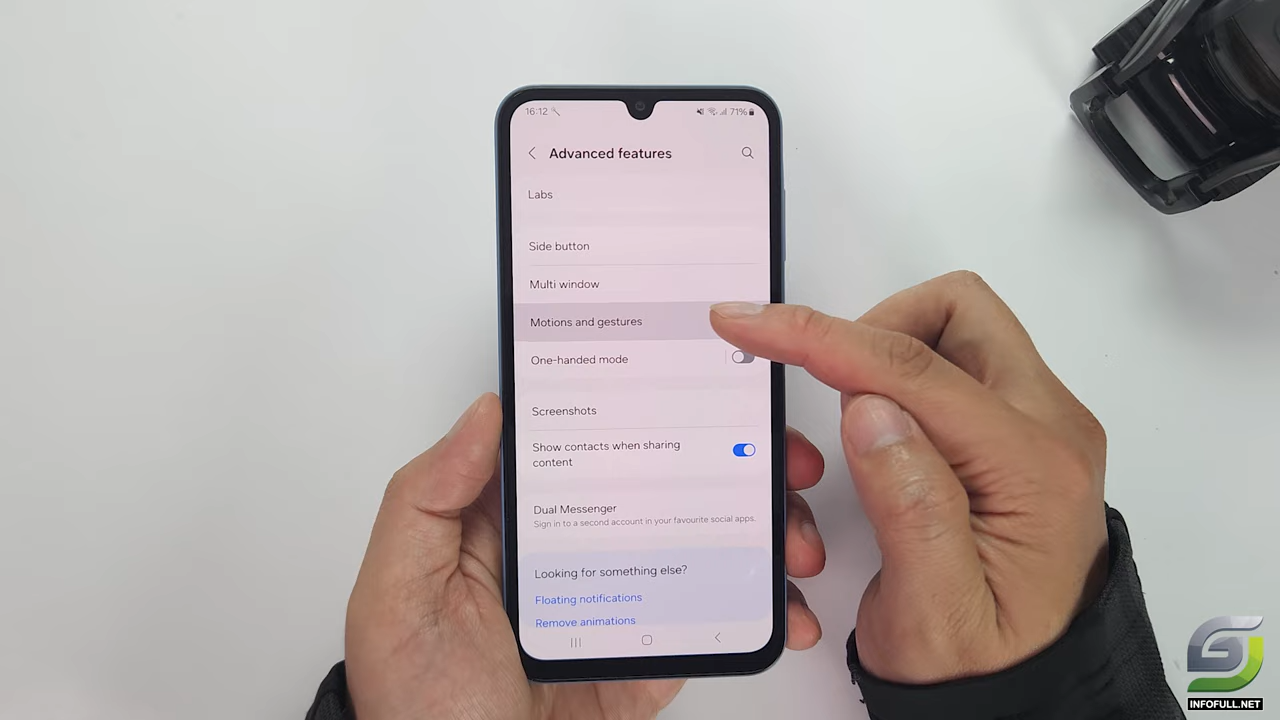 16:12
71%
Advanced features
Labs
Side button
Multi window
Motions and gestures
One-handed mode
Screenshots
Show contacts when sharing
content
Dual Messenger
Sign in to a second account in your favourite social apps.
Looking for something else?
Floating notifications
Remove animations
INFOFULL.NET